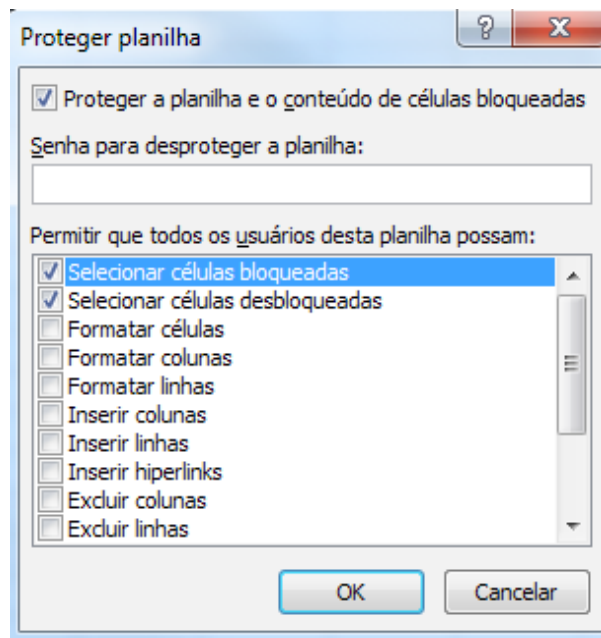 Proteger planilha
Proteger a planilha e o conteúdo de células bloqueadas
Senha para desproteger a planilha:
Permitir que todos os usuários desta planilha possam:
Selecionar células bloqueadas
Selecionar células desbloqueadas
Formatar células
Formatar colunas
Formatar linhas
Inserir colunas
Inserir linhas
Inserir hiperlinks
Excluir colunas
Excluir linhas
OK Cancelar